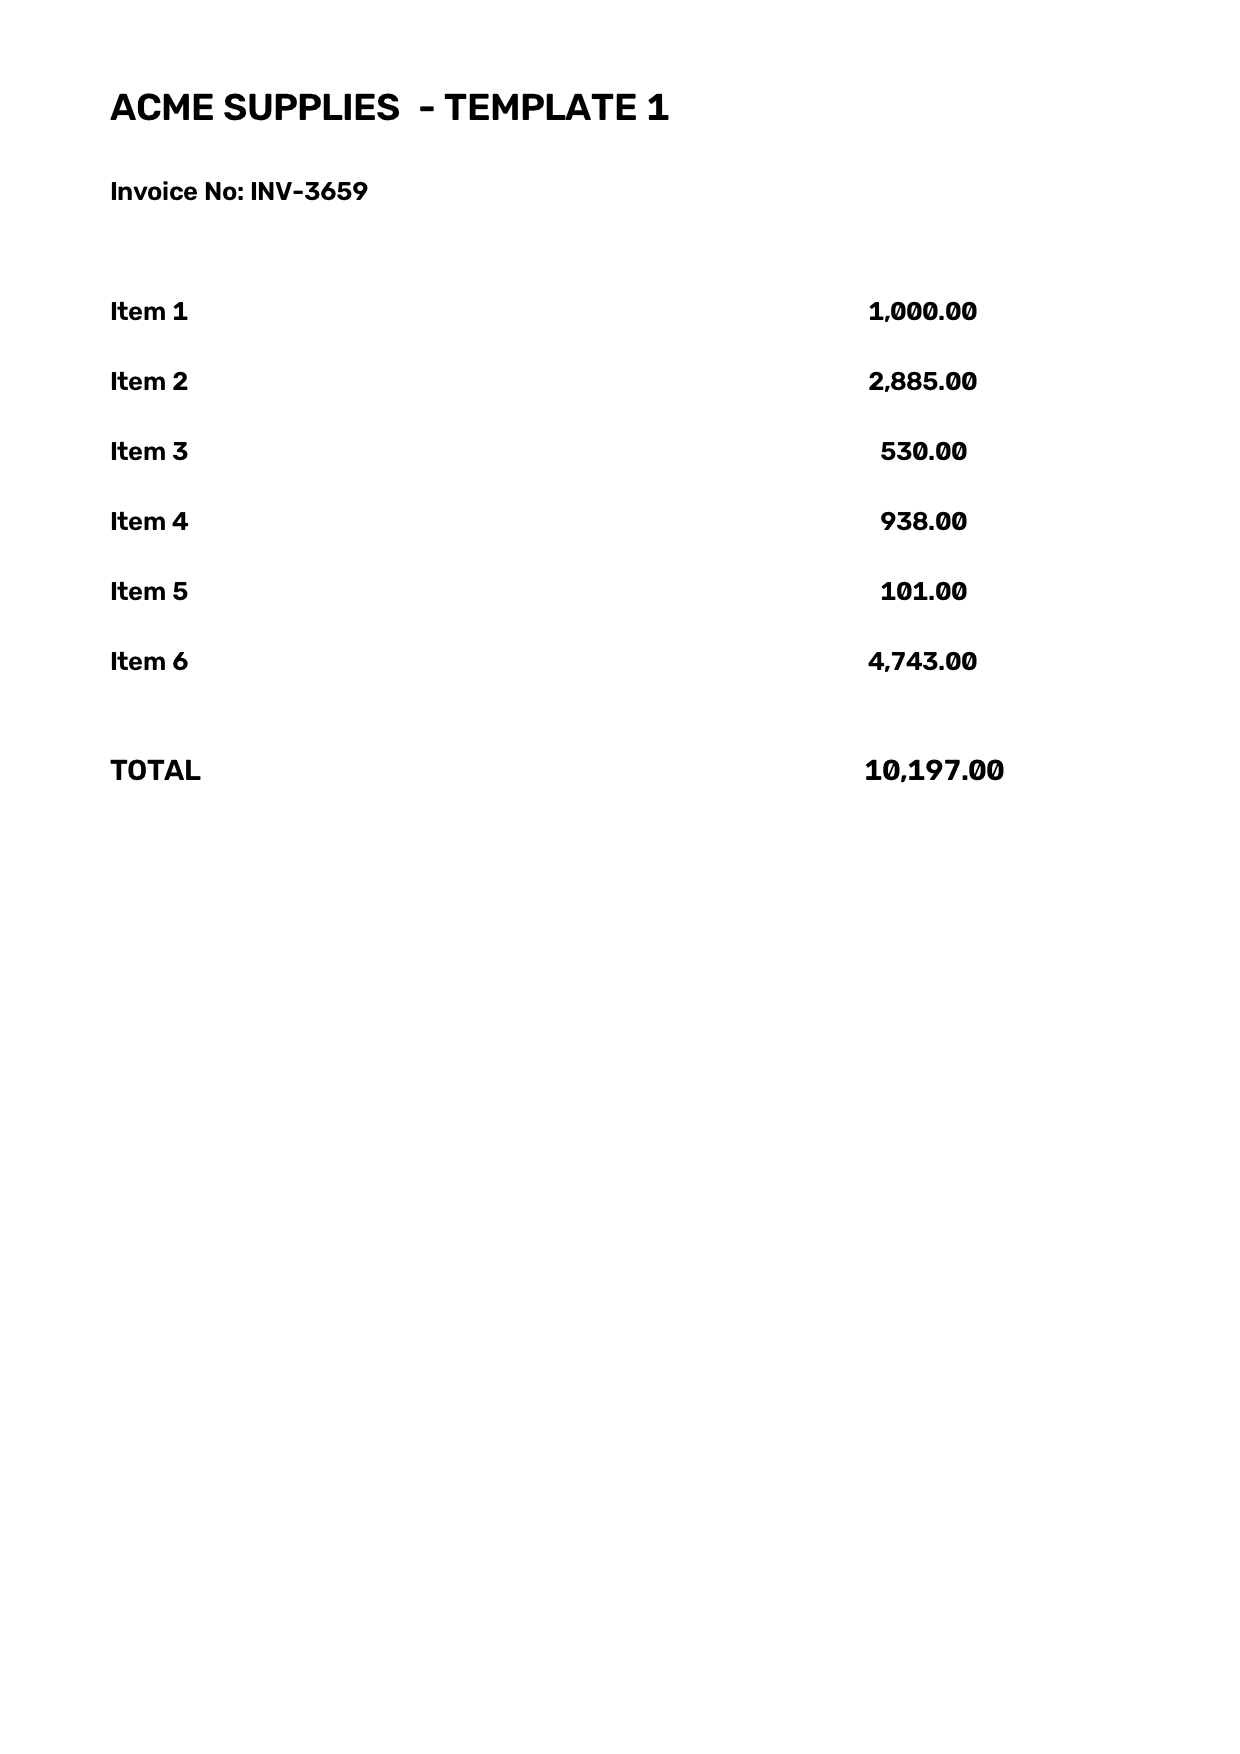 ACME SUPPLIES  - TEMPLATE 1
Invoice No: INV-3659
Item 1 1,000.00
Item 2 2,885.00
Item 3 530.00
Item 4 938.00
Item 5 101.00
Item 6 4,743.00
TOTAL 10,197.00